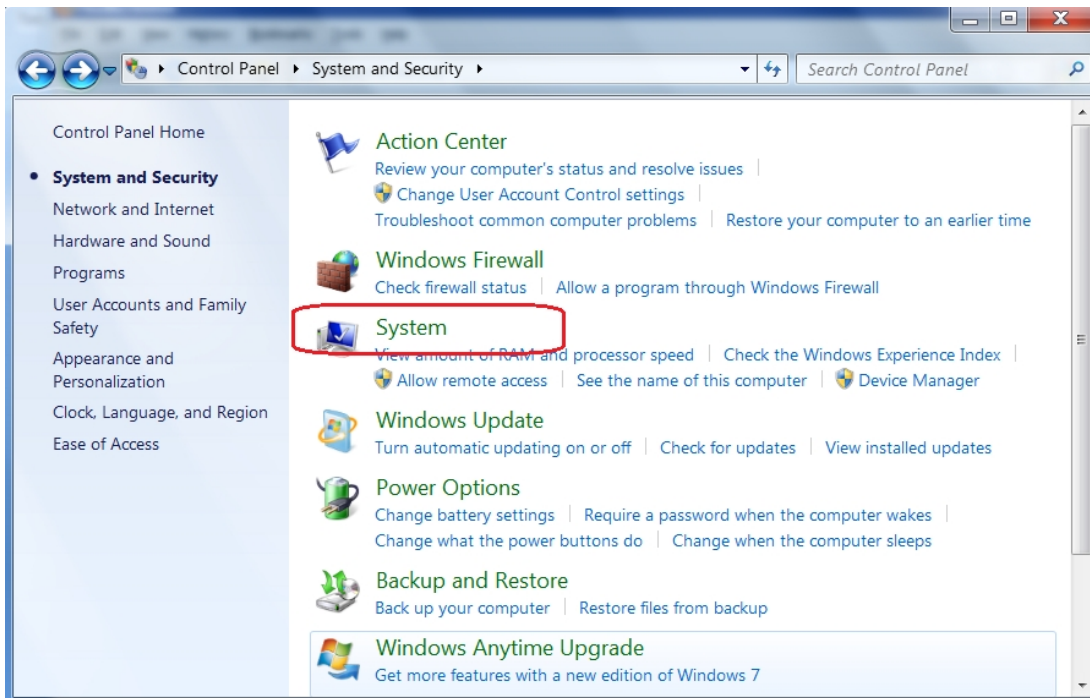 Control Panel System and Security
Search Control Panel
Control Panel Home
System and Security
Network and Internet
Hardware and Sound
Programs
User Accounts and Family
Safety
Appearance and
Personalization
Clock, Language, and Region
Ease of Access
Action Center
Review your computer's status and resolve issues
Change User Account Control settings
Troubleshoot common computer problems Restore your computer to an earlier time
Windows Firewall
Check firewall status Allow a program through Windows Firewall
System
View amount of RAM and processor speed Check the Windows Experience Index
Allow remote access See the name of this computer Device Manager
Windows Update
Turn automatic updating on or off Check for updates View installed updates
Power Options
Change battery settings Require a password when the computer wakes
Change what the power buttons do Change when the computer sleeps
Backup and Restore
Back up your computer Restore files from backup
Windows Anytime Upgrade
Get more features with a new edition of Windows 7